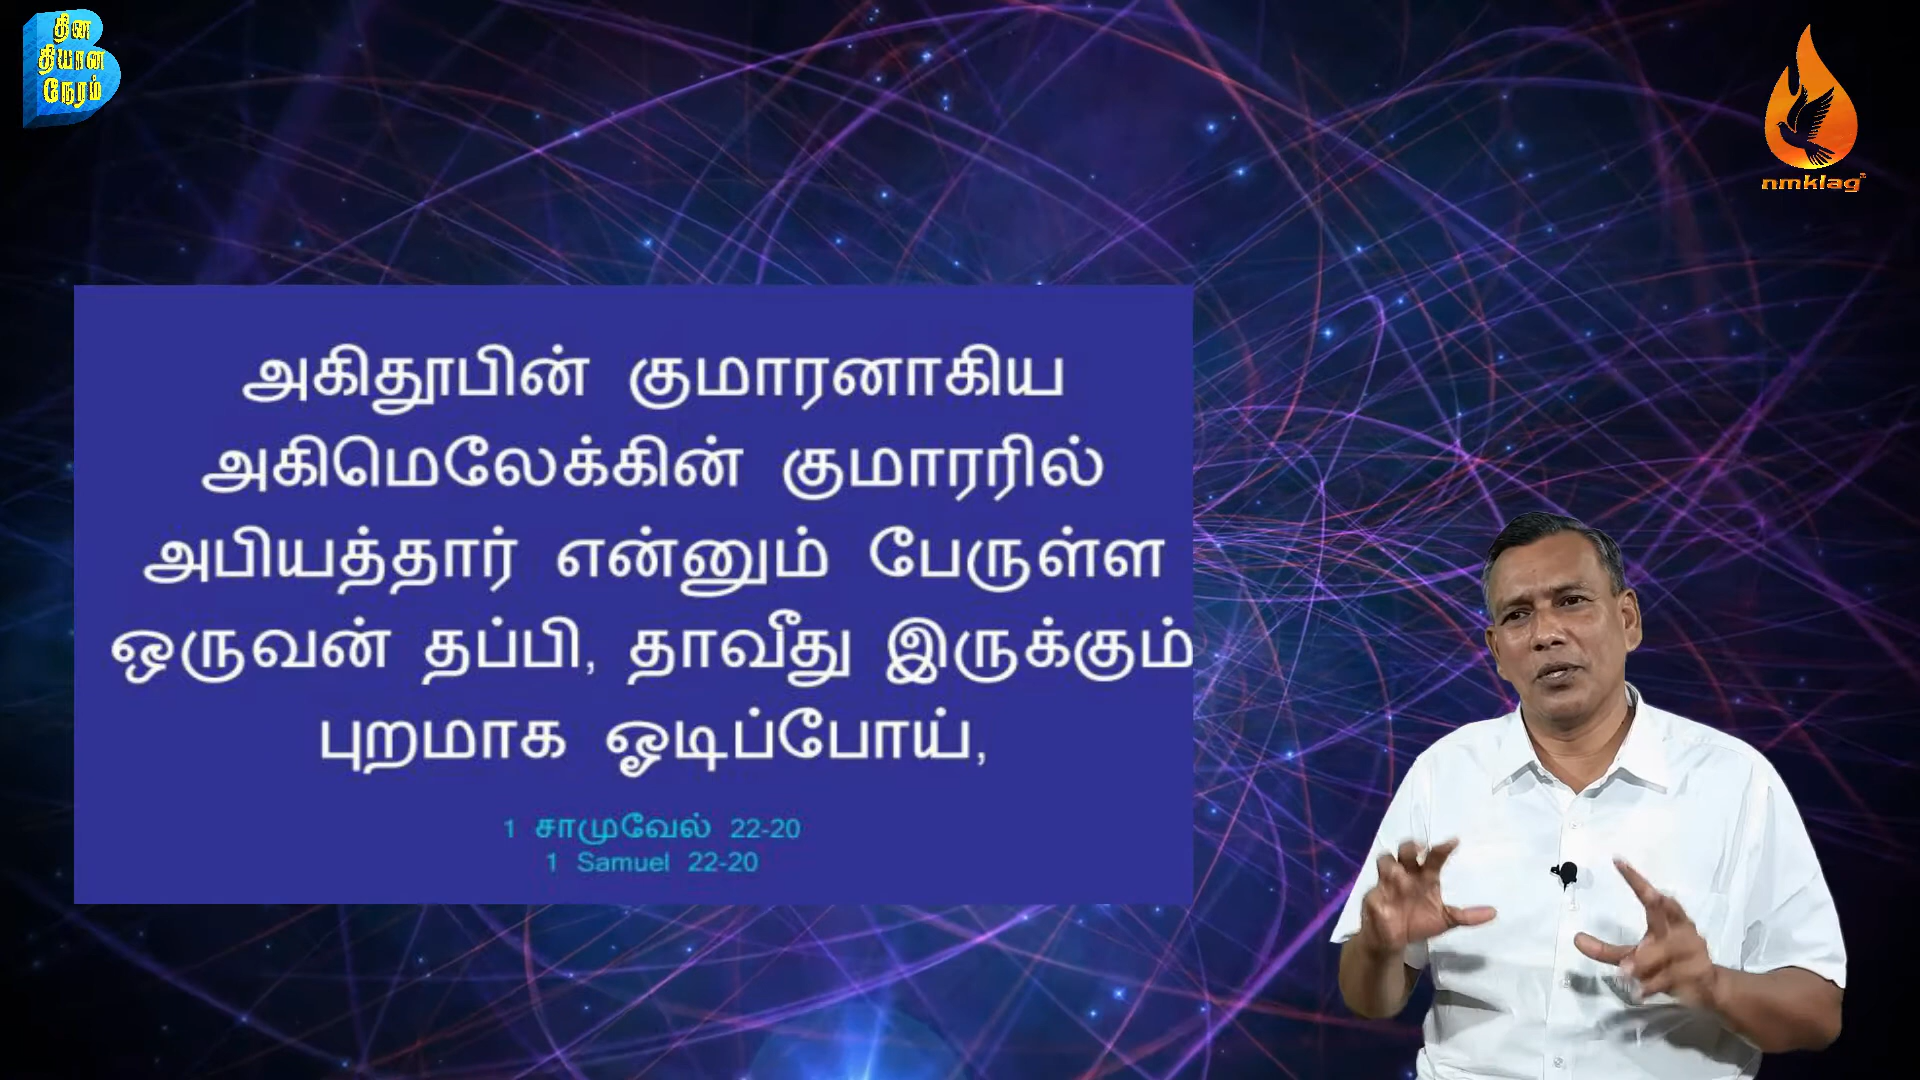 தின
தியான
நேரம்
nmklag
அகிதூபின் குமாரனாகிய
அகிமெலேக்கின் குமாரரில்
அபியத்தார் என்னும் பேருள்ள
ஒருவன் தப்பி, தாவீது இருக்கும்
புறமாக ஓடிப்போய்,
1 சாமுவேல் 22-20
1 Samuel 22-20